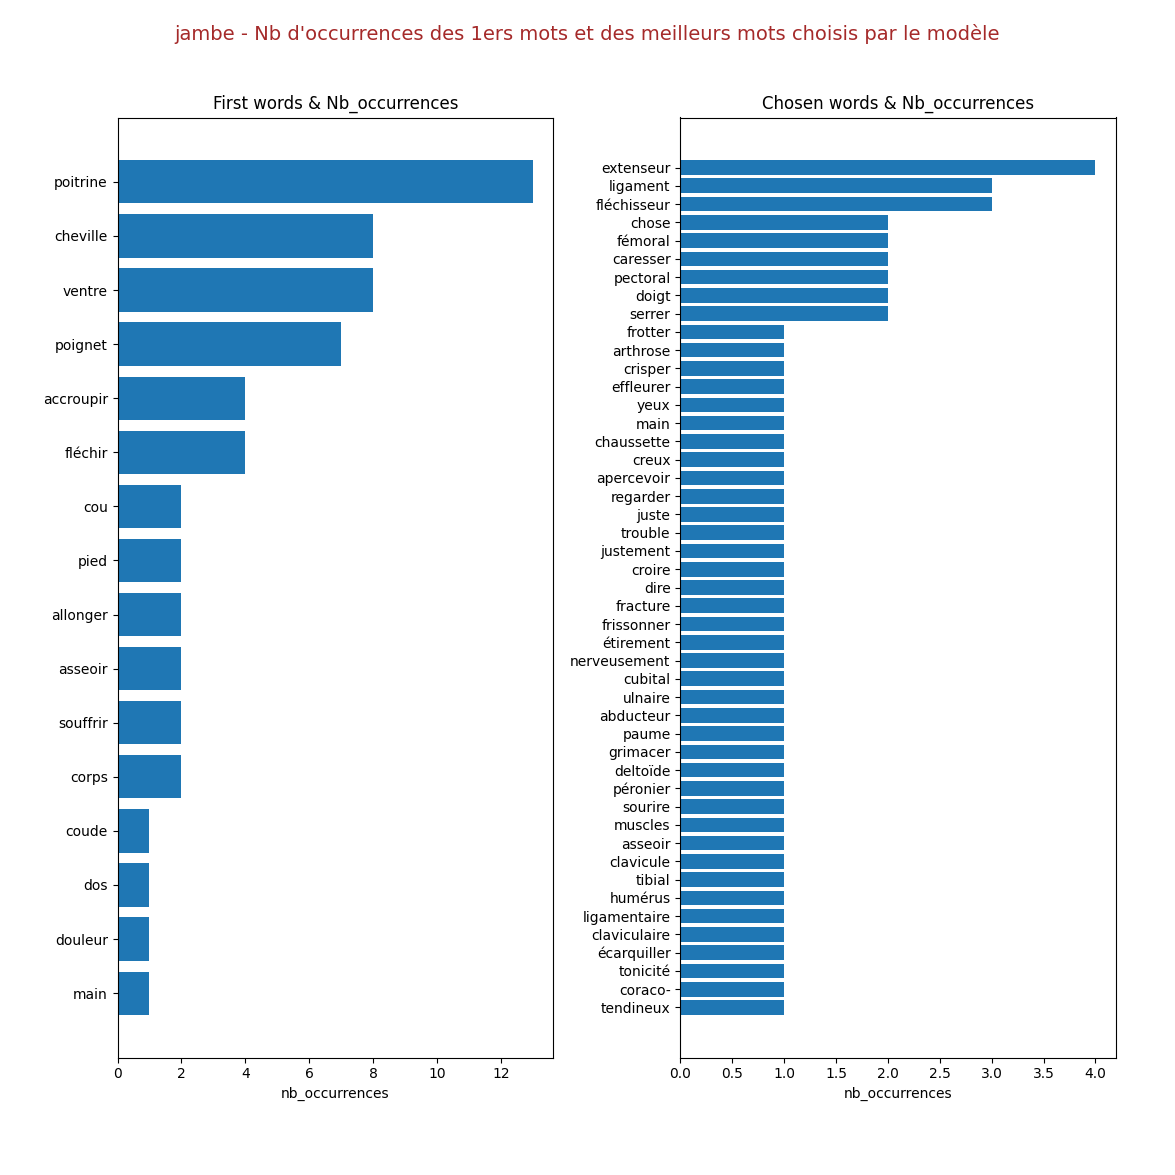 jambe - Nb d'occurrences des 1ers mots et des meilleurs mots choisis par le modèle
First words & Nb_occurrences
poitrine
cheville
ventre
poignet
accroupir
fléchir
cou
pied
allonger
asseoir
souffrir
corps
coude
dos
douleur
main
0 2 4 6 8 10 12
nb_occurrences
Chosen words & Nb_occurrences
extenseur
ligament
fléchisseur
chose
fémoral
caresser
pectoral
doigt
serrer
frotter
arthrose
crisper
effleurer
yeux
main
chaussette
creux
apercevoir
regarder
juste
trouble
justement
croire
dire
fracture
frissonner
étirement
nerveusement
cubital
ulnaire
abducteur
paume
grimacer
deltoïde
péronier
sourire
muscles
asseoir
clavicule
tibial
humérus
ligamentaire
claviculaire
écarquiller
tonicité
coraco-
tendineux
0.0 0.5 1.0 1.5 2.0 2.5 3.0 3.5 4.0
nb_occurrences